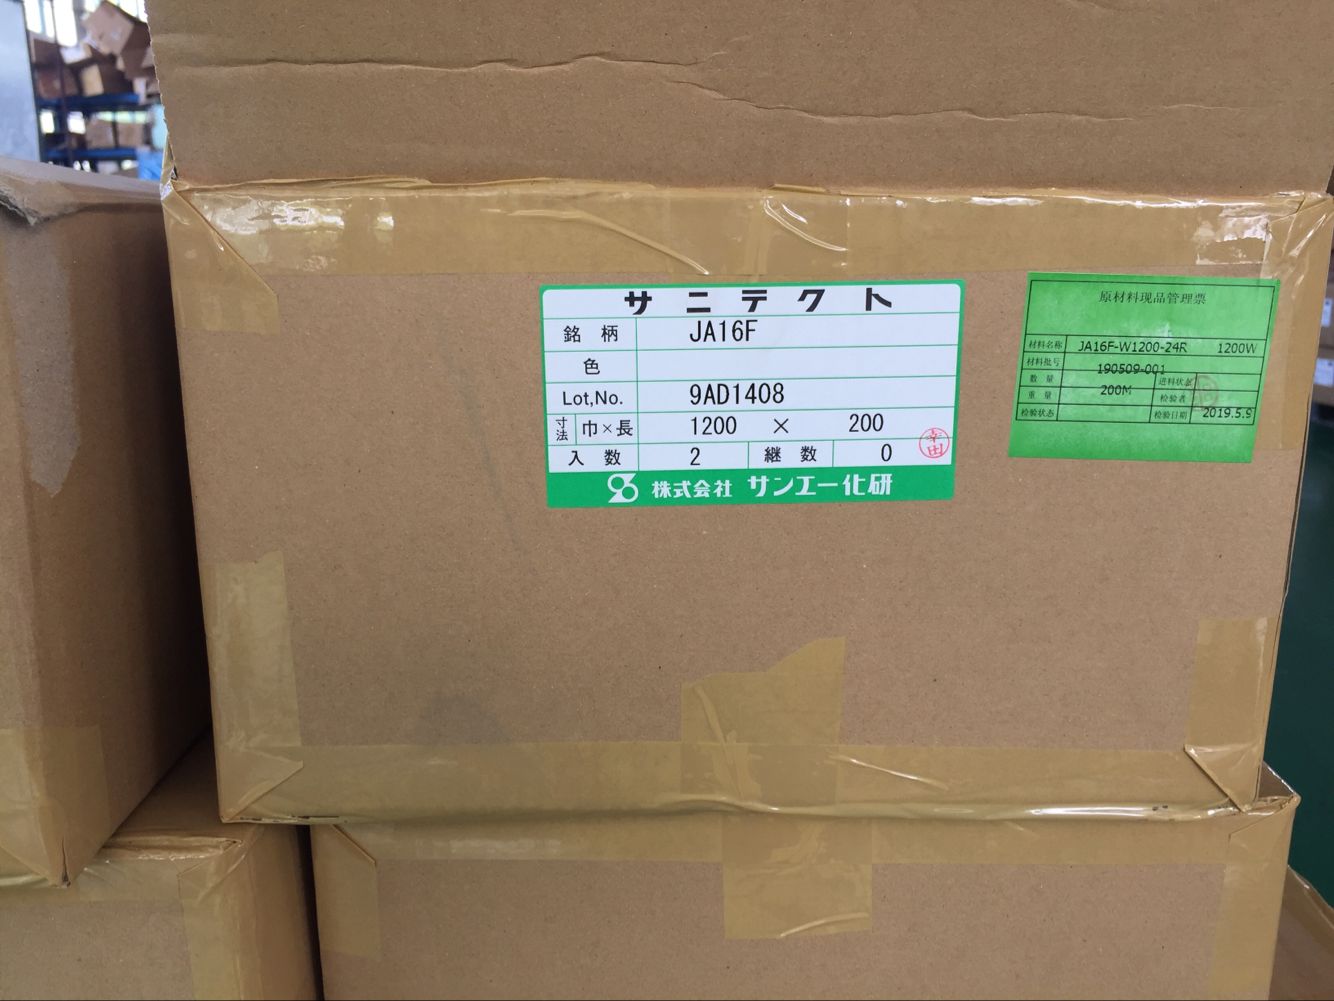 サニテクト
銘柄 JA16F
色
Lot,No. 9AD1408
寸法 巾×長 1200 × 200
入数 2 継数 0
幸田
株式会社 サンエー化研
原材料现品管理票
材料名称 JA16F-W1200-24R 1200W
材料批号 190509-001
数量 200M 进料状态
重量 检验者
检验状态 检验日期 2019.5.9